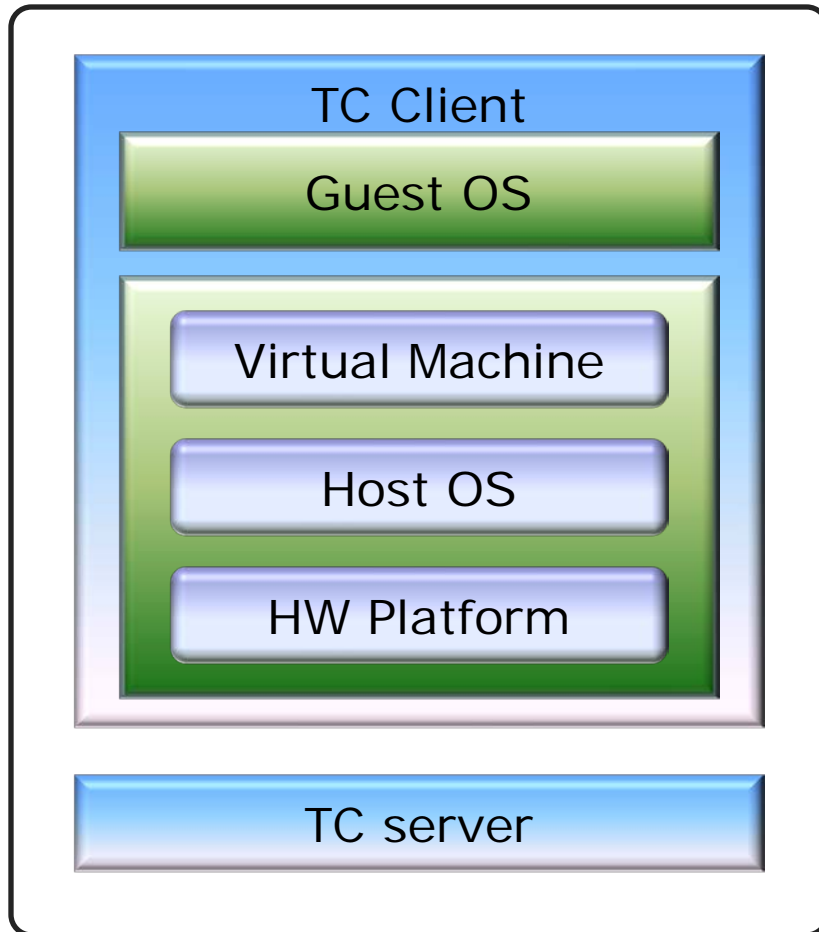 TC Client
Guest OS
Virtual Machine
Host OS
HW Platform
TC server